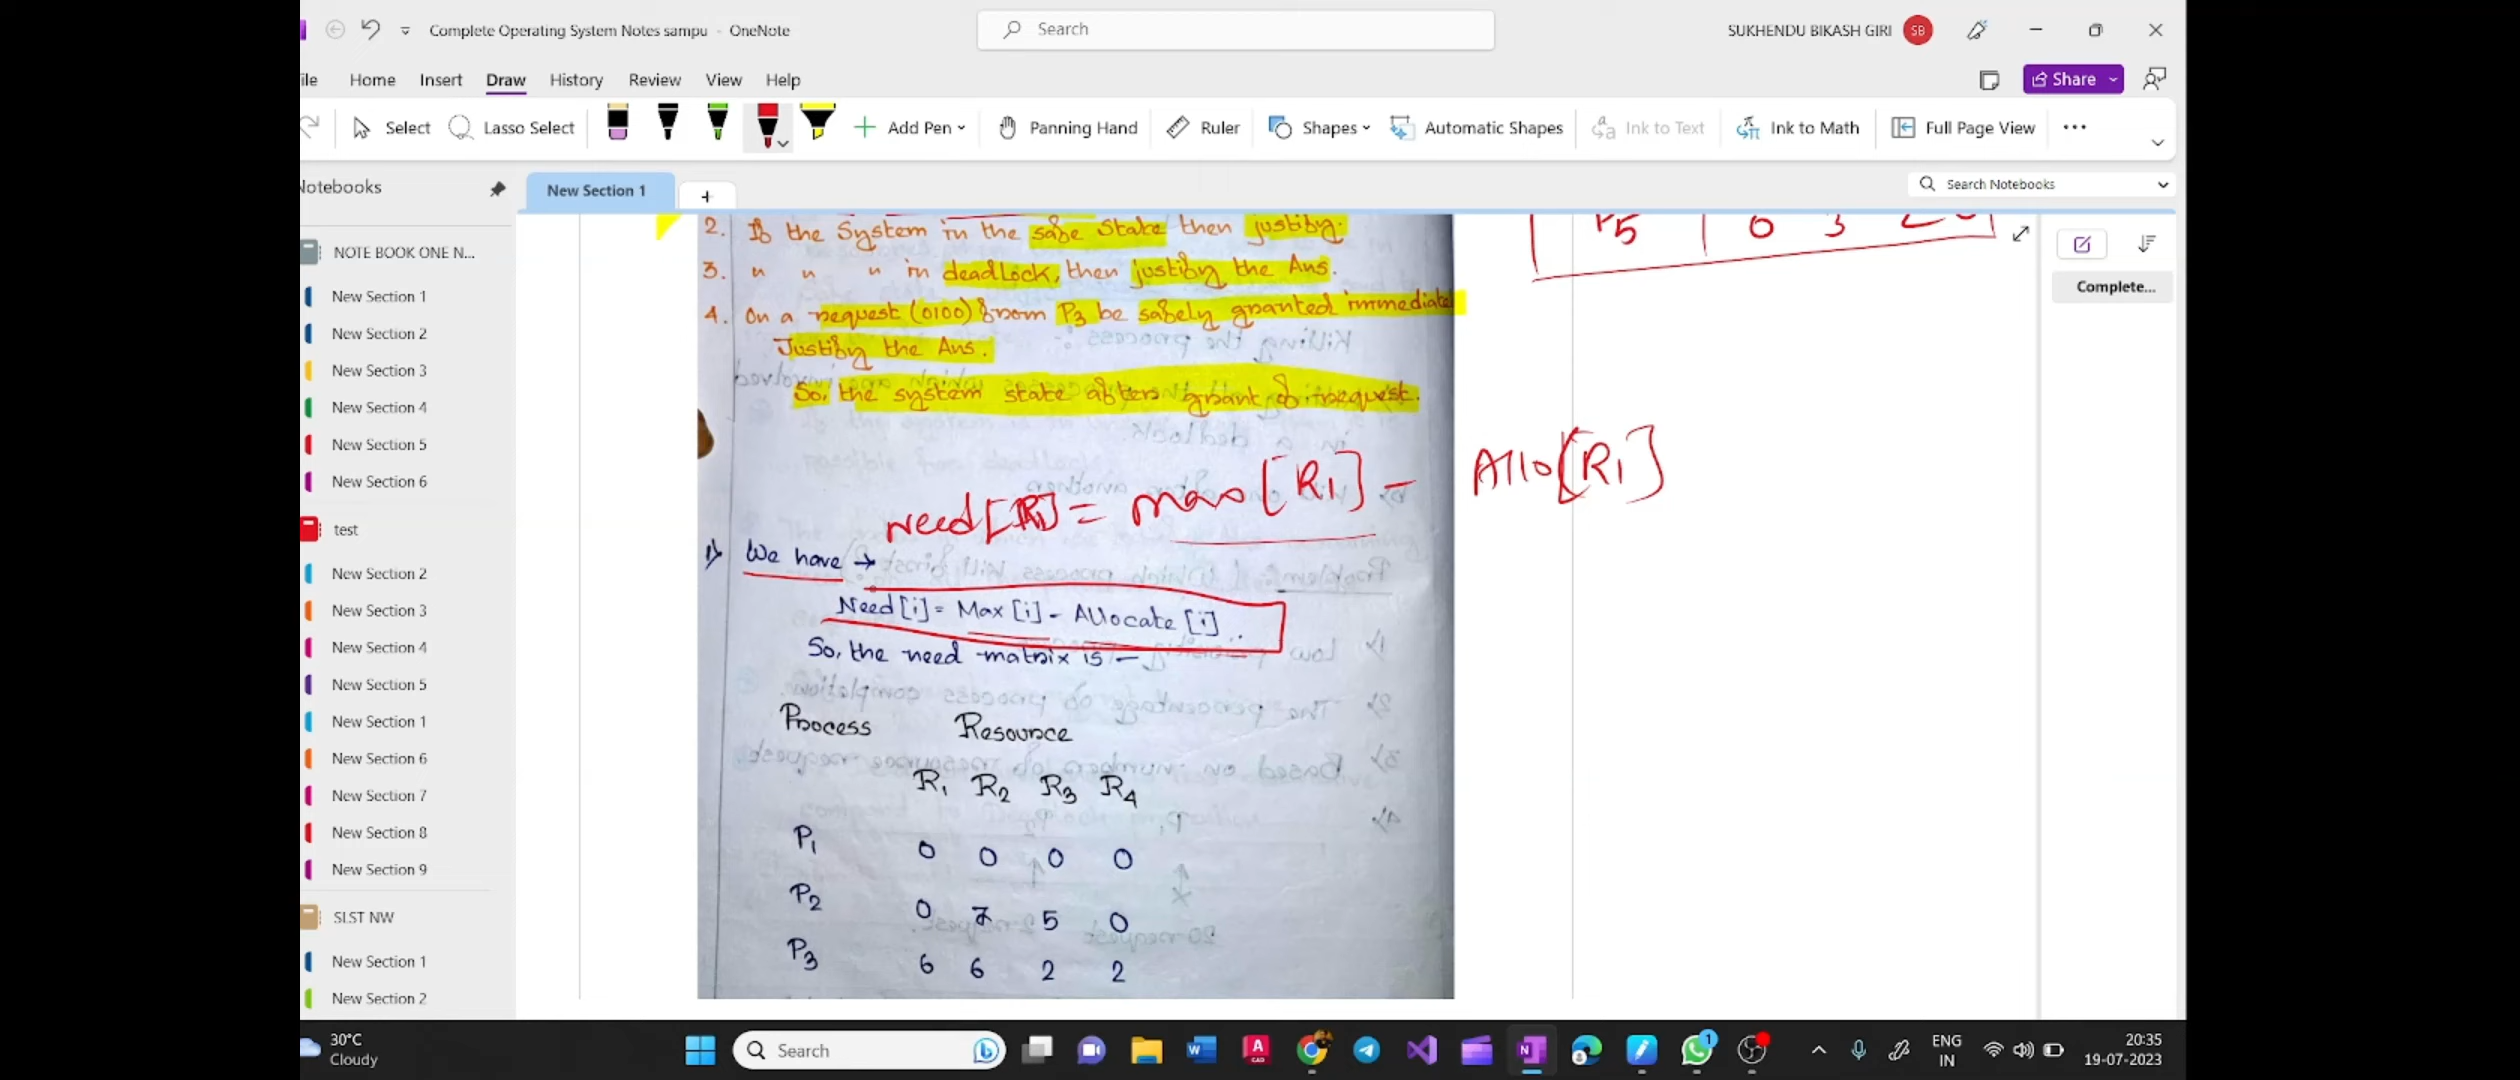 Complete Operating System Notes sampu - OneNote
Search
SUKHENDU BIKASH GIRI
SB
ile Home Insert Draw History Review View Help
Share
Select Lasso Select Add Pen Panning Hand Ruler Shapes Automatic Shapes Ink to Text Ink to Math Full Page View
Notebooks
New Section 1
Search Notebooks
NOTE BOOK ONE N...
New Section 1
New Section 2
New Section 3
New Section 4
New Section 5
New Section 6
test
New Section 2
New Section 3
New Section 4
New Section 5
New Section 1
New Section 6
New Section 7
New Section 8
New Section 9
SLST NW
New Section 1
New Section 2
Complete...
P5 0 3 2 0
2. If the System in the safe state then justify.
3. " " " in deadlock, then justify the Ans.
4. On a request (0100) from P3 be safely granted immediate
Justify the Ans.
So, the system state after grant of request.
Need[R1] = max[R1] - Allo[R1]
1) We have →
Need[i] = Max[i] - Allocate[i]
So, the need matrix is -
Process Resource
R1 R2 R3 R4
P1 0 0 0 0
P2 0 7 5 0
P3 6 6 2 2
30°C
Cloudy
Search
ENG
IN
20:35
19-07-2023